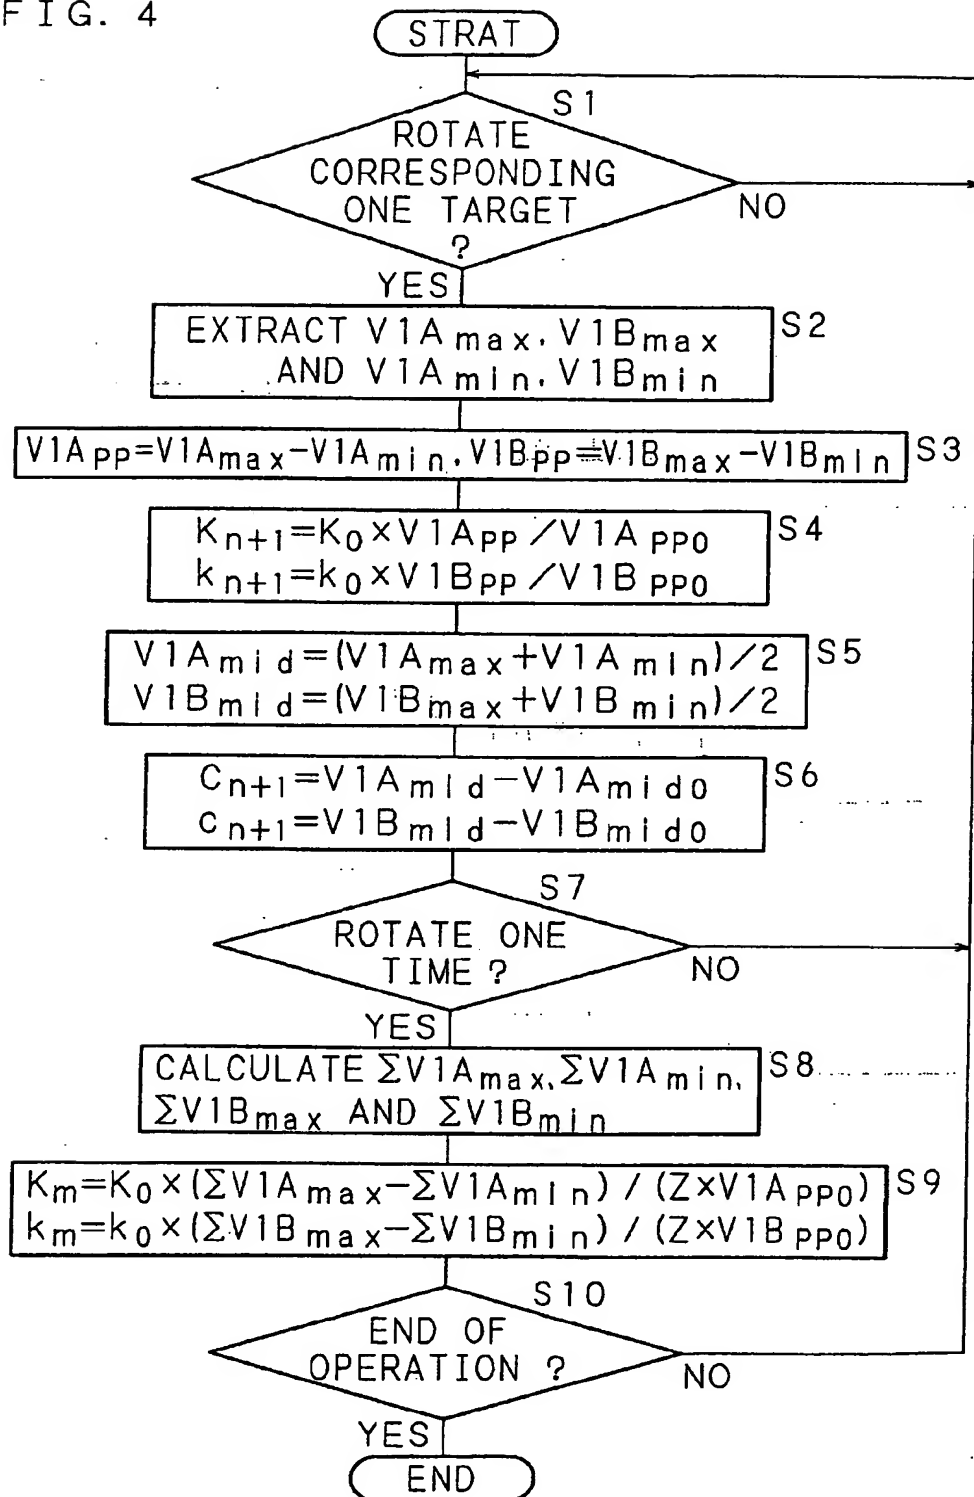 FIG. 4
STRAT
S1
ROTATE
CORRESPONDING
ONE TARGET
?
NO
YES
EXTRACT V1Amax, V1Bmax
AND V1Amin, V1Bmin
S2
V1App=V1Amax-V1Amin, V1Bpp=V1Bmax-V1Bmin
S3
Kn+1=K0×V1App/V1App0
kn+1=k0×V1Bpp/V1Bpp0
S4
V1Amid=(V1Amax+V1Amin)/2
V1Bmid=(V1Bmax+V1Bmin)/2
S5
Cn+1=V1Amid-V1Amid0
cn+1=V1Bmid-V1Bmid0
S6
S7
ROTATE ONE
TIME?
NO
YES
CALCULATE ΣV1Amax, ΣV1Amin,
ΣV1Bmax AND ΣV1Bmin
S8
Km=K0×(ΣV1Amax-ΣV1Amin)/(Z×V1App0)
km=k0×(ΣV1Bmax-ΣV1Bmin)/(Z×V1Bpp0)
S9
S10
END OF
OPERATION ?
NO
YES
END